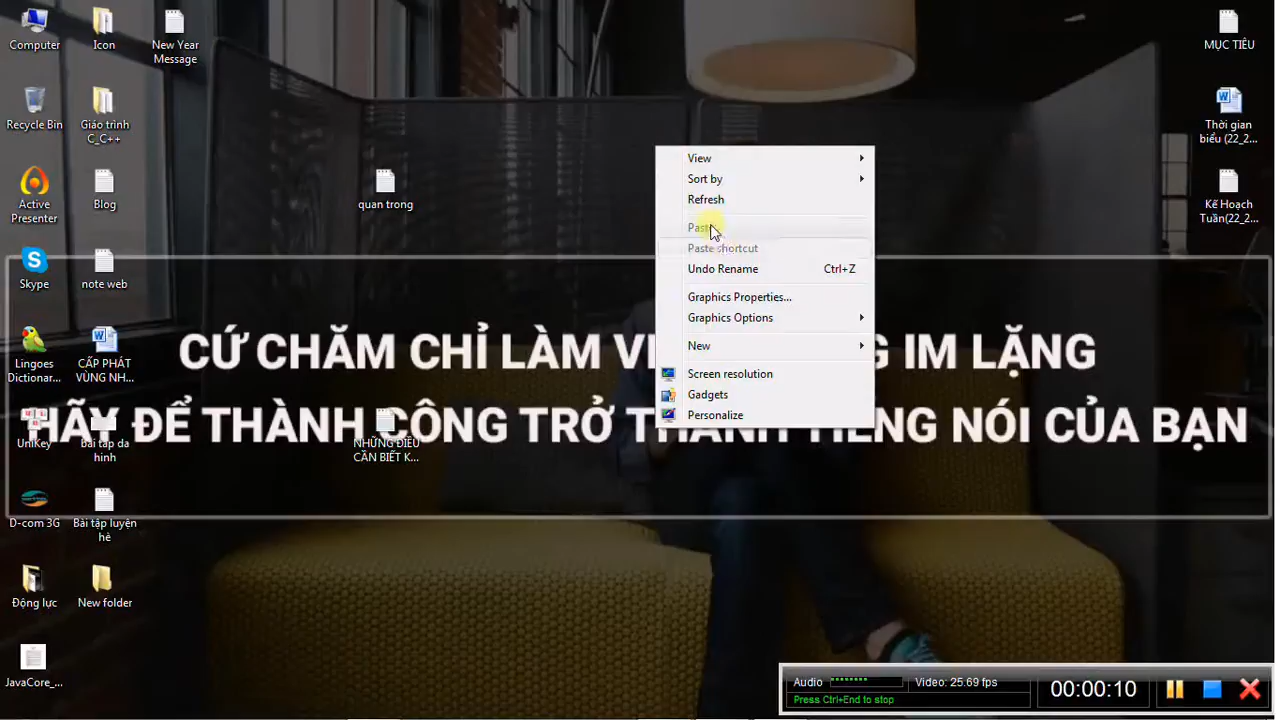 Computer
Icon
New Year
Message
Recycle Bin
Giáo trình
C_C++
Active
Presenter
Blog
Skype
note web
Lingoes
Dictionar...
CẤP PHÁT
VÙNG NH...
UniKey
Bài tập da
hinh
D-com 3G
Bài tập luyện
hè
Động lực
New folder
JavaCore_...
quan trong
NHỮNG ĐIỀU
CẦN BIẾT K...
MỤC TIÊU
Thời gian
biểu (22_2...
Kế Hoạch
Tuần(22_2...
View
Sort by
Refresh
Paste
Paste shortcut
Undo Rename Ctrl+Z
Graphics Properties...
Graphics Options
New
Screen resolution
Gadgets
Personalize
CỨ CHĂM CHỈ LÀM IM LẶNG
HÃY ĐỂ THÀNH CÔNG TRỞ THÀNH TIẾNG NÓI CỦA BẠN
Audio
Video: 25.69 fps
Press Ctrl+End to stop
00:00:10